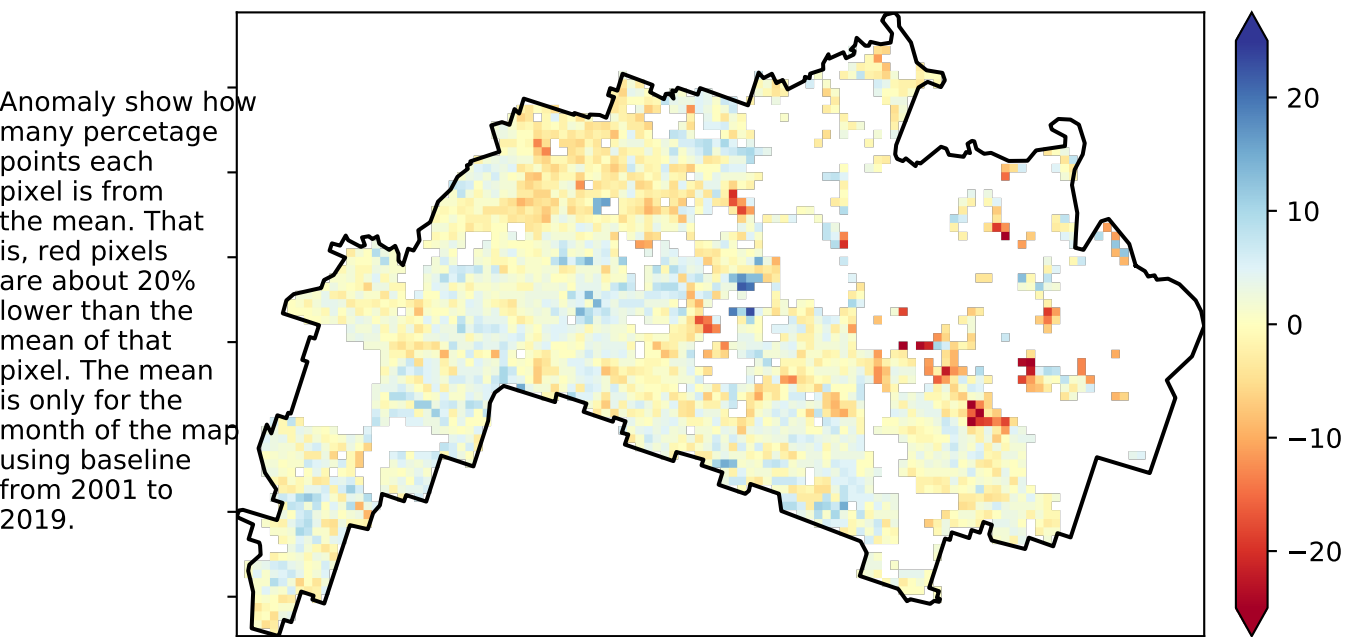 Anomaly show how
many percetage
points each
pixel is from
the mean. That
is, red pixels
are about 20%
lower than the
mean of that
pixel. The mean
is only for the
month of the map
using baseline
from 2001 to
2019.
20
10
0
−10
−20